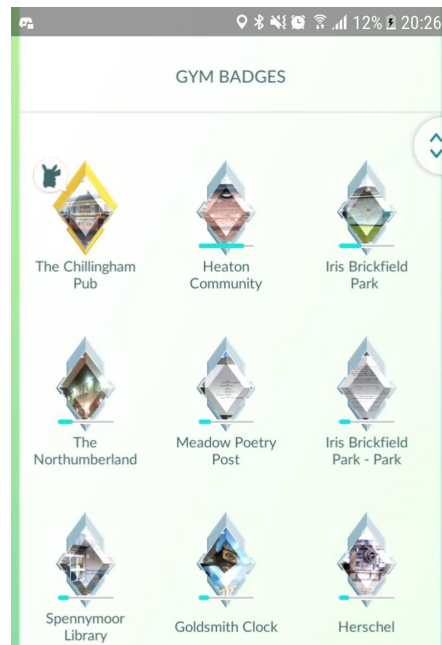 12% 20:26
GYM BADGES
The Chillingham
Pub
Heaton
Community
Iris Brickfield
Park
The
Northumberland
Meadow Poetry
Post
Iris Brickfield
Park - Park
Spennymoor
Library
Goldsmith Clock
Herschel